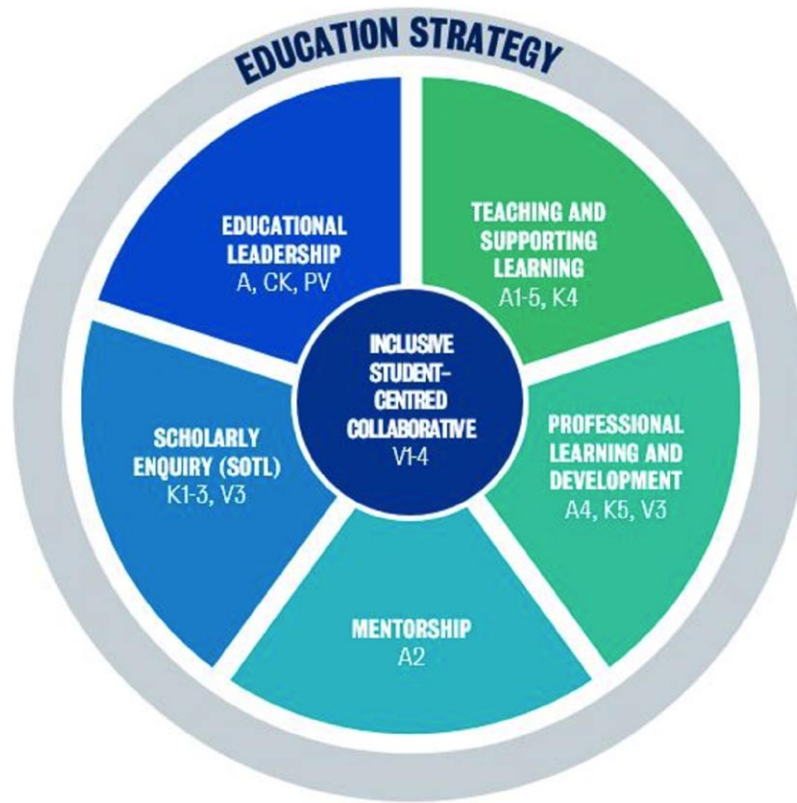 EDUCATION STRATEGY
EDUCATIONAL
LEADERSHIP
A, CK, PV
TEACHING AND
SUPPORTING
LEARNING
A1-5, K4
INCLUSIVE
STUDENT-
CENTRED
COLLABORATIVE
V1-4
SCHOLARLY
ENQUIRY (SOTL)
K1-3, V3
PROFESSIONAL
LEARNING AND
DEVELOPMENT
A4, K5, V3
MENTORSHIP
A2